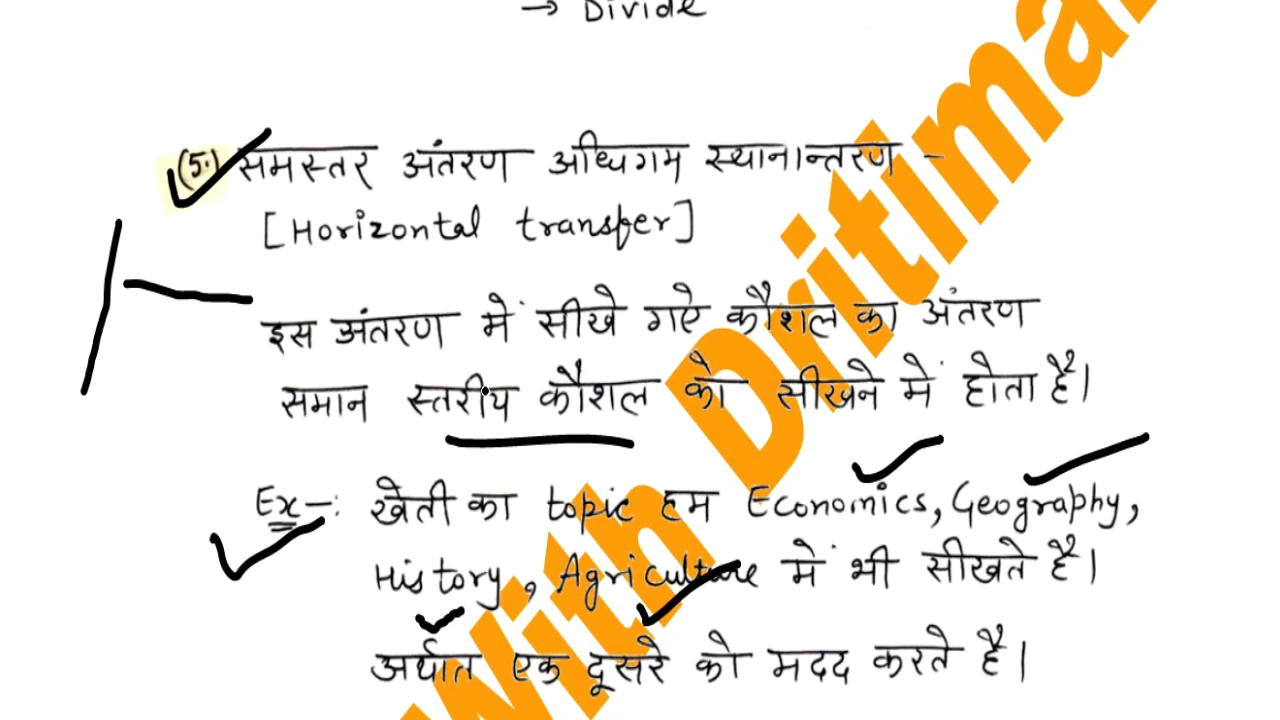 → Divide
(5.) समस्तर अंतरण अधिगम स्थानान्तरण -
[Horizontal transfer]
इस अंतरण में सीखे गऐ कौशल का अंतरण
समान स्तरीय कौशल को सीखने में होता है।
Ex-: खेती का topic हम Economics, Geography,
History, Agriculture में भी सीखते है।
अर्थात एक दूसरे को मदद करते है।
With Dritiman